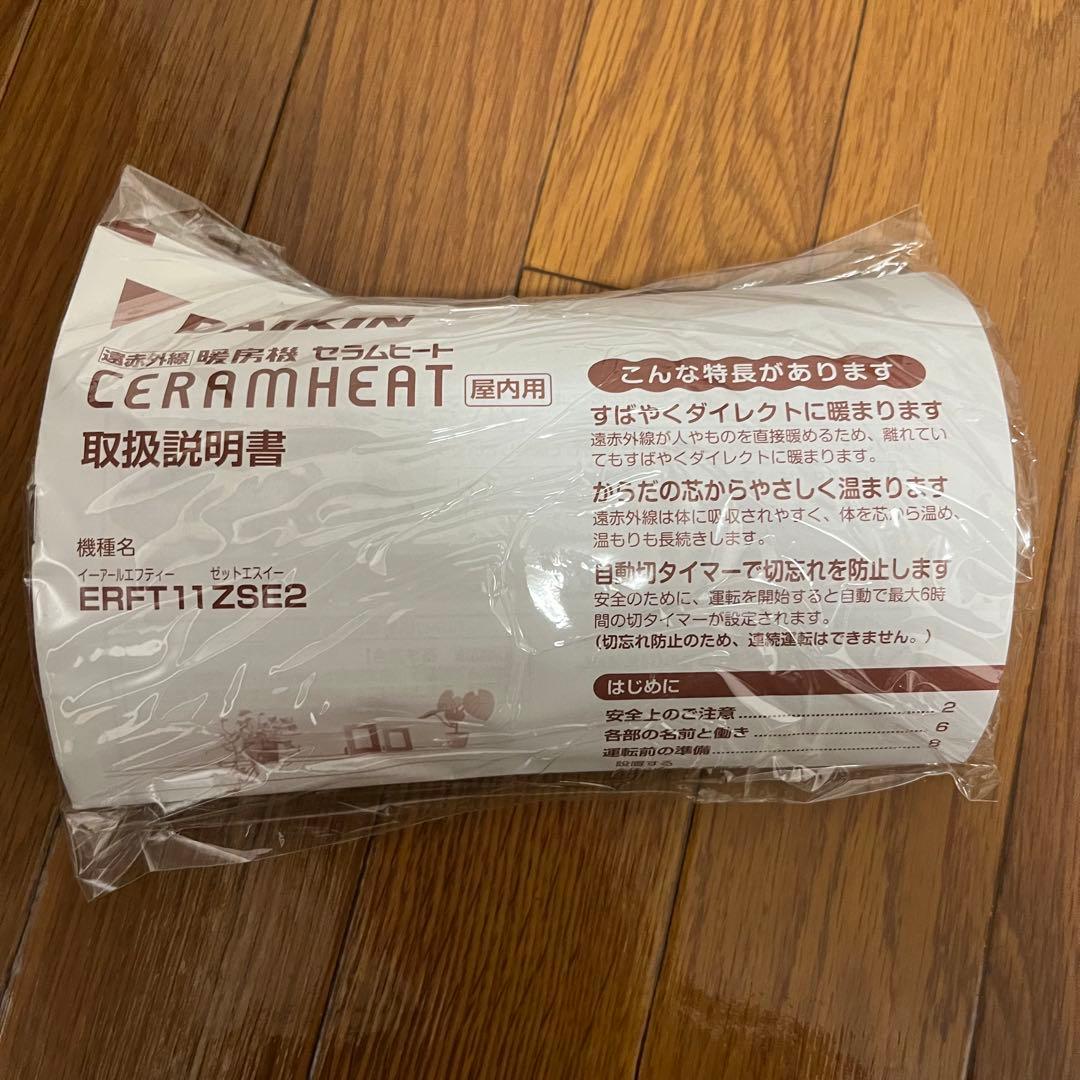 DAIKIN
遠赤外線 暖房機 セラムヒート
CERAMHEAT 屋内用
取扱説明書
機種名
イーアールエフティー ゼットエスイー
ERFT11ZSE2
こんな特長があります
すばやくダイレクトに暖まります
遠赤外線が人やものを直接暖めるため、離れてい
てもすばやくダイレクトに暖まります。
からだの芯からやさしく温まります
遠赤外線は体に吸収されやすく、体を芯から温め、
温もりも長続きします。
自動切タイマーで切忘れを防止します
安全のために、運転を開始すると自動で最大6時
間の切タイマーが設定されます。
(切忘れ防止のため、連続運転はできません。)
はじめに
安全上のご注意 2
各部の名前と働き 6
運転前の準備 8
設置する